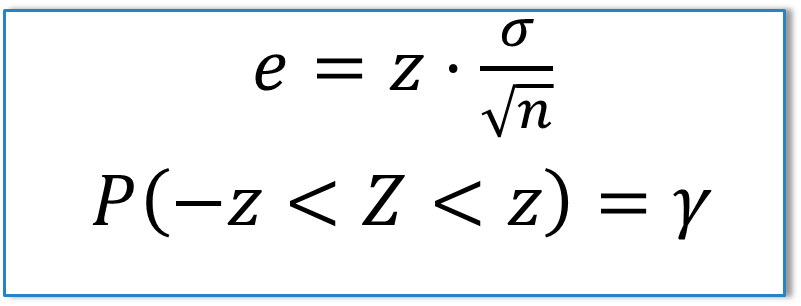 e = z · σ/√n
P(−z < Z < z) = γ